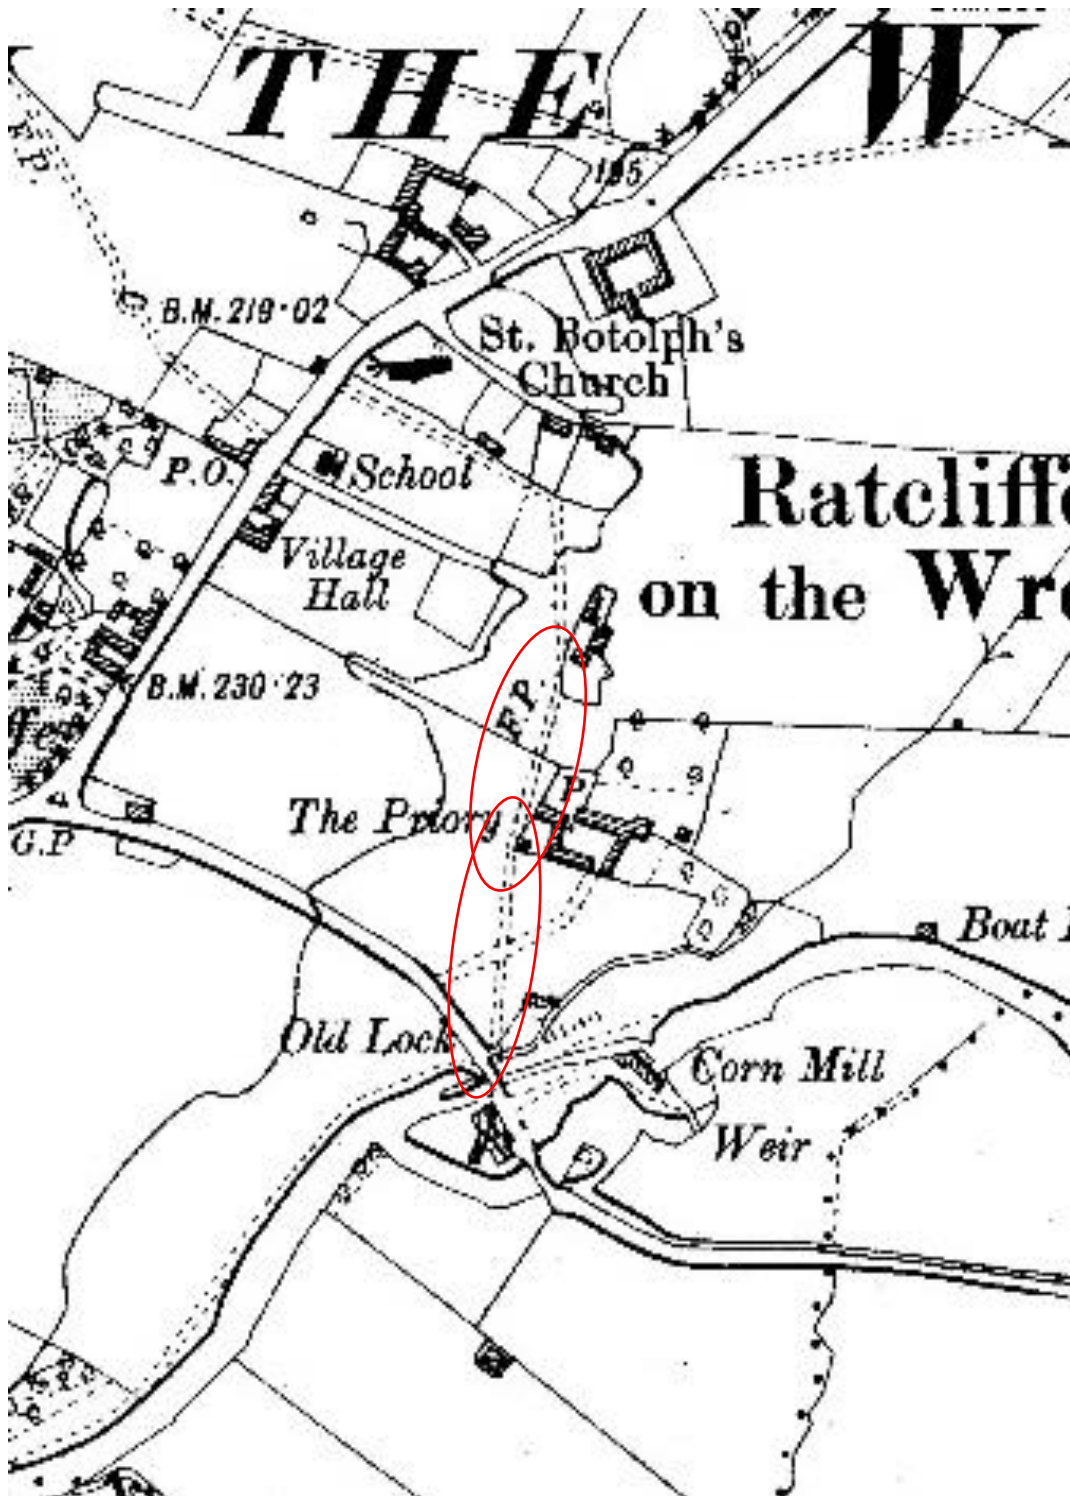 THE W
F.P.
195
B.M. 219·02
St. Botolph's
Church
P.O.
School
Ratcliffe
on the Wre
Village
Hall
B.M. 230·23
F.P.
P
The Priory
G.P
Boat H
Old Lock
Corn Mill
Weir